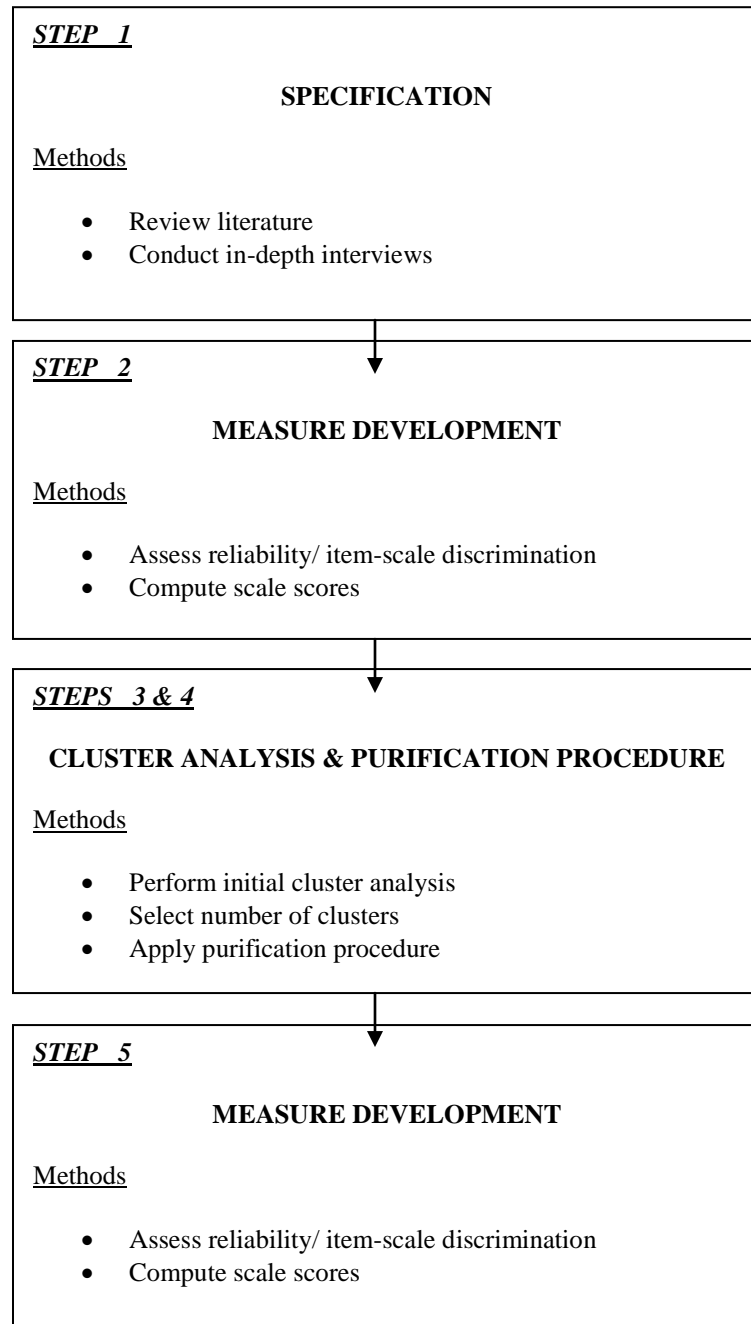 STEP 1
SPECIFICATION
Methods
• Review literature
• Conduct in-depth interviews
STEP 2
MEASURE DEVELOPMENT
Methods
• Assess reliability/ item-scale discrimination
• Compute scale scores
STEPS 3 & 4
CLUSTER ANALYSIS & PURIFICATION PROCEDURE
Methods
• Perform initial cluster analysis
• Select number of clusters
• Apply purification procedure
STEP 5
MEASURE DEVELOPMENT
Methods
• Assess reliability/ item-scale discrimination
• Compute scale scores